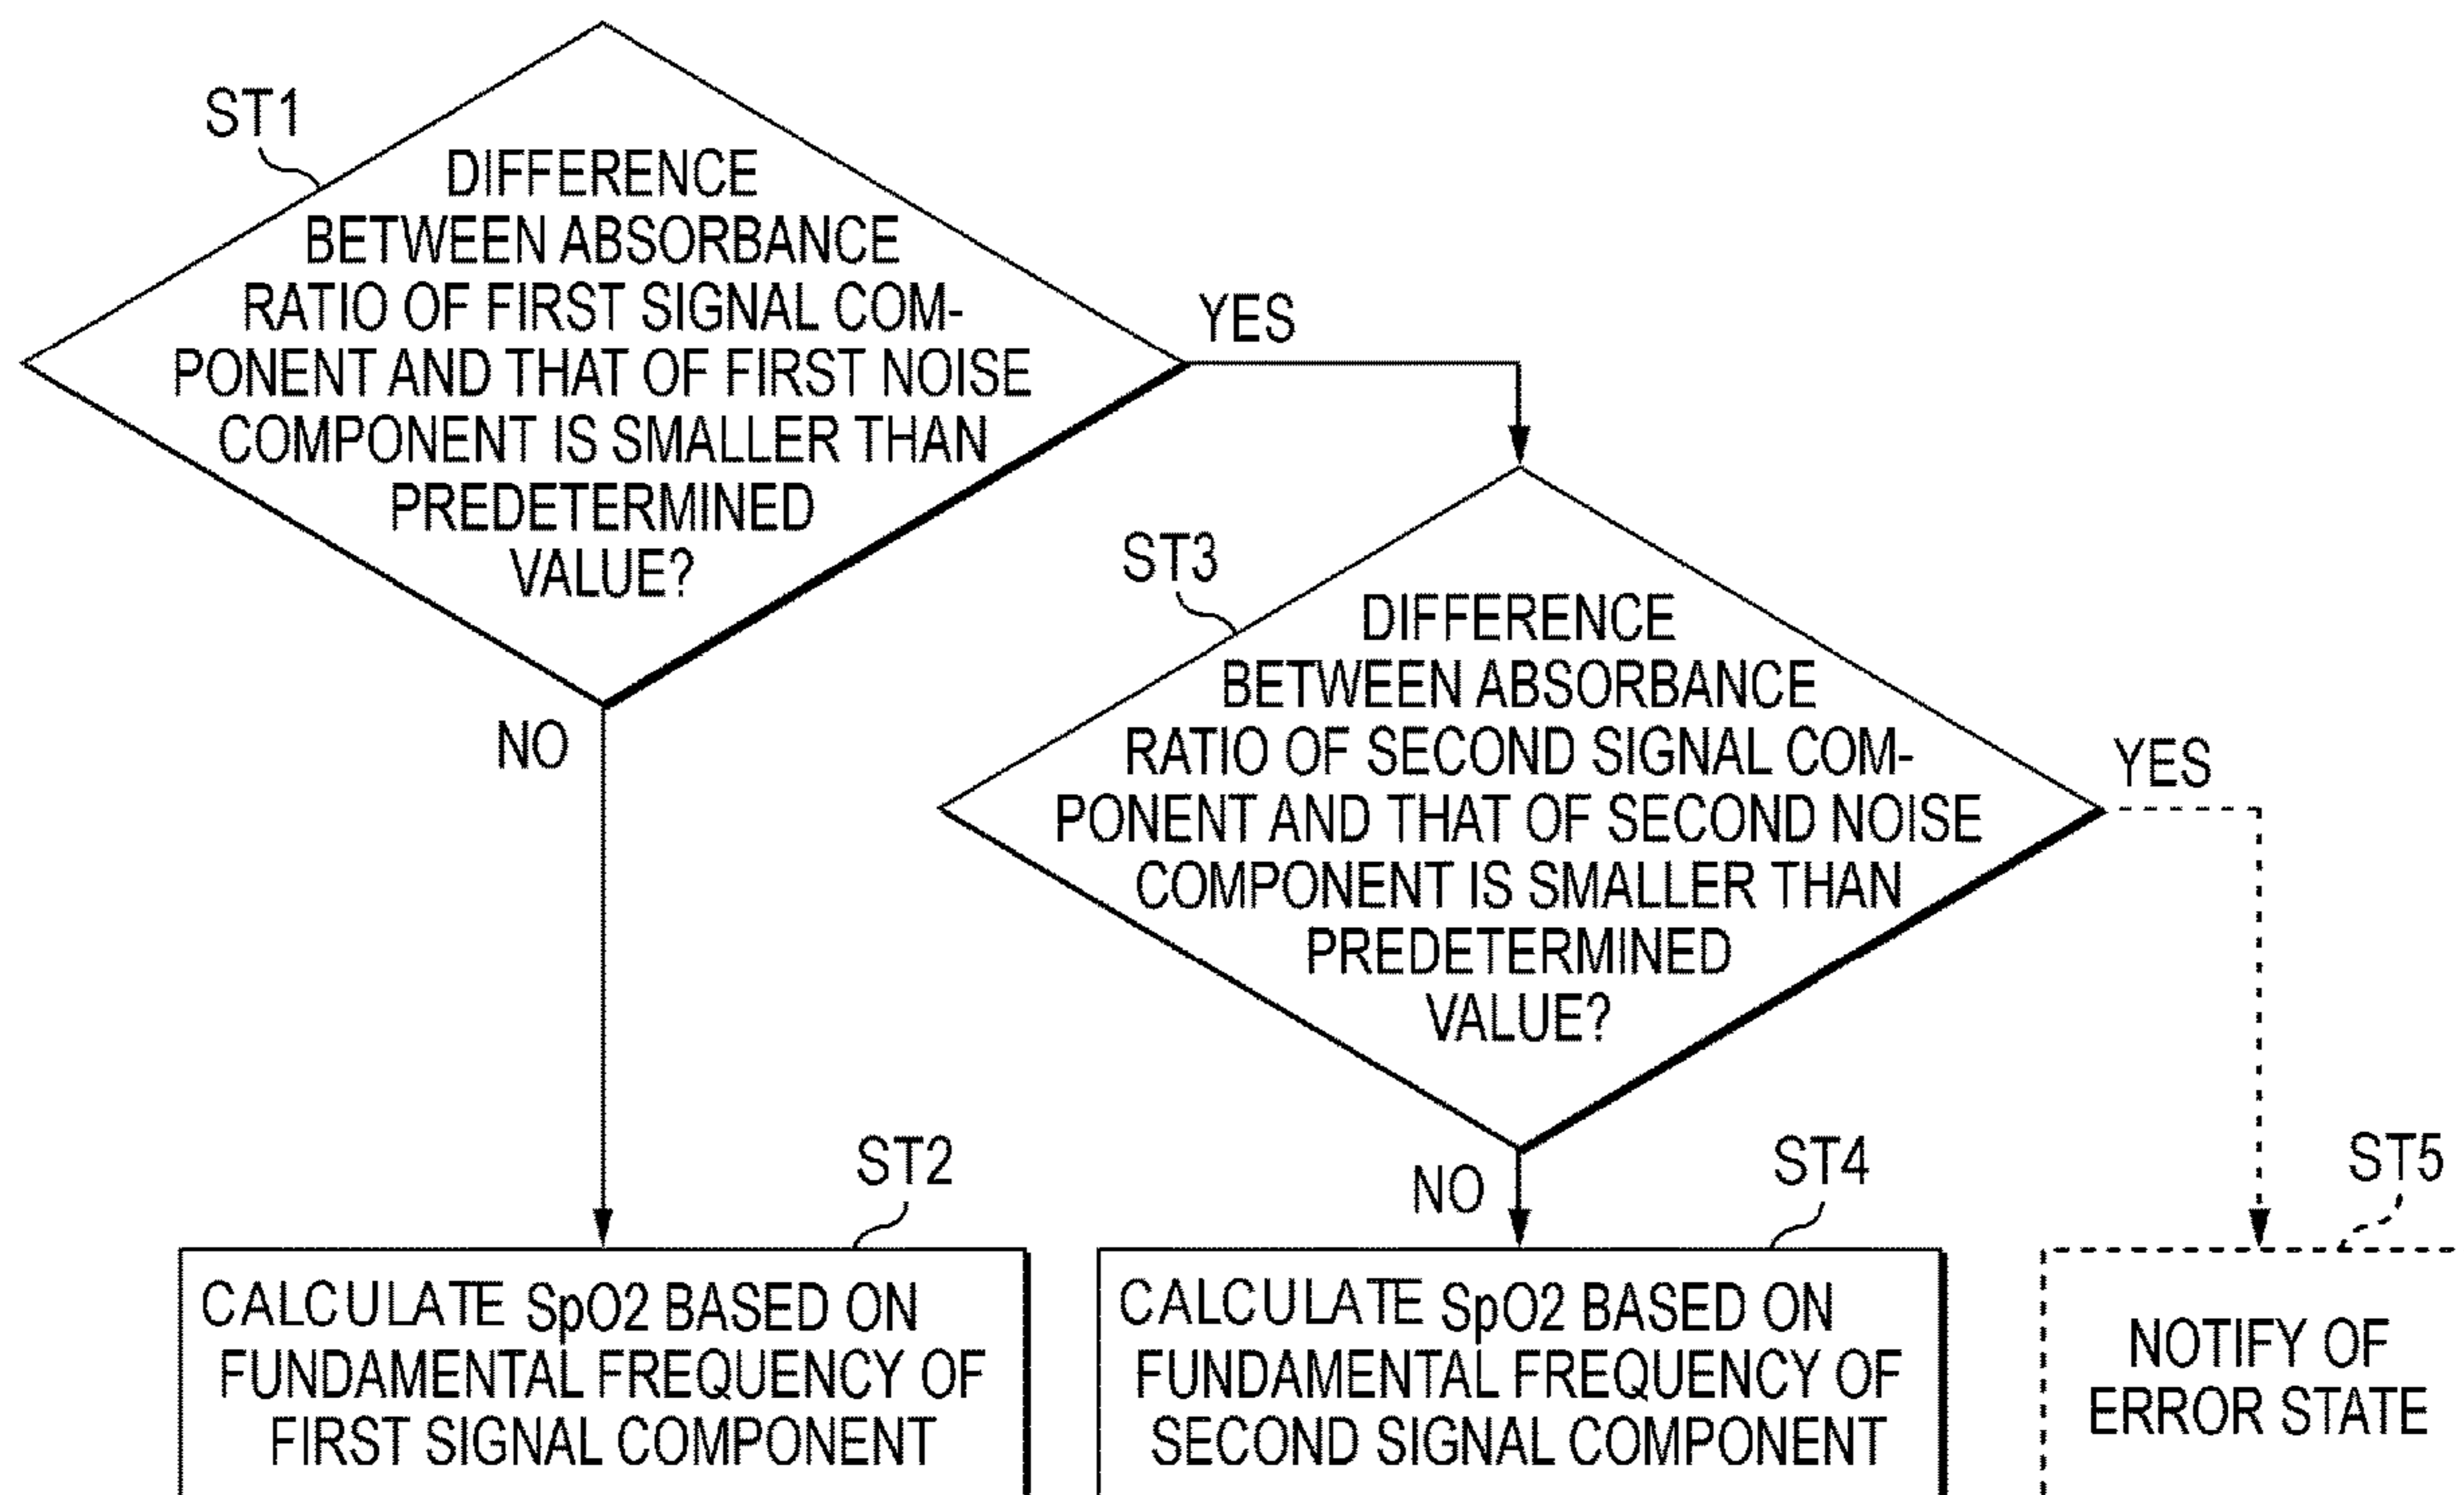 ST1
DIFFERENCE
BETWEEN ABSORBANCE
RATIO OF FIRST SIGNAL COM-
PONENT AND THAT OF FIRST NOISE
COMPONENT IS SMALLER THAN
PREDETERMINED
VALUE?
YES
NO
ST3
DIFFERENCE
BETWEEN ABSORBANCE
RATIO OF SECOND SIGNAL COM-
PONENT AND THAT OF SECOND NOISE
COMPONENT IS SMALLER THAN
PREDETERMINED
VALUE?
YES
NO
ST2
CALCULATE SpO2 BASED ON
FUNDAMENTAL FREQUENCY OF
FIRST SIGNAL COMPONENT
ST4
CALCULATE SpO2 BASED ON
FUNDAMENTAL FREQUENCY OF
SECOND SIGNAL COMPONENT
ST5
NOTIFY OF
ERROR STATE